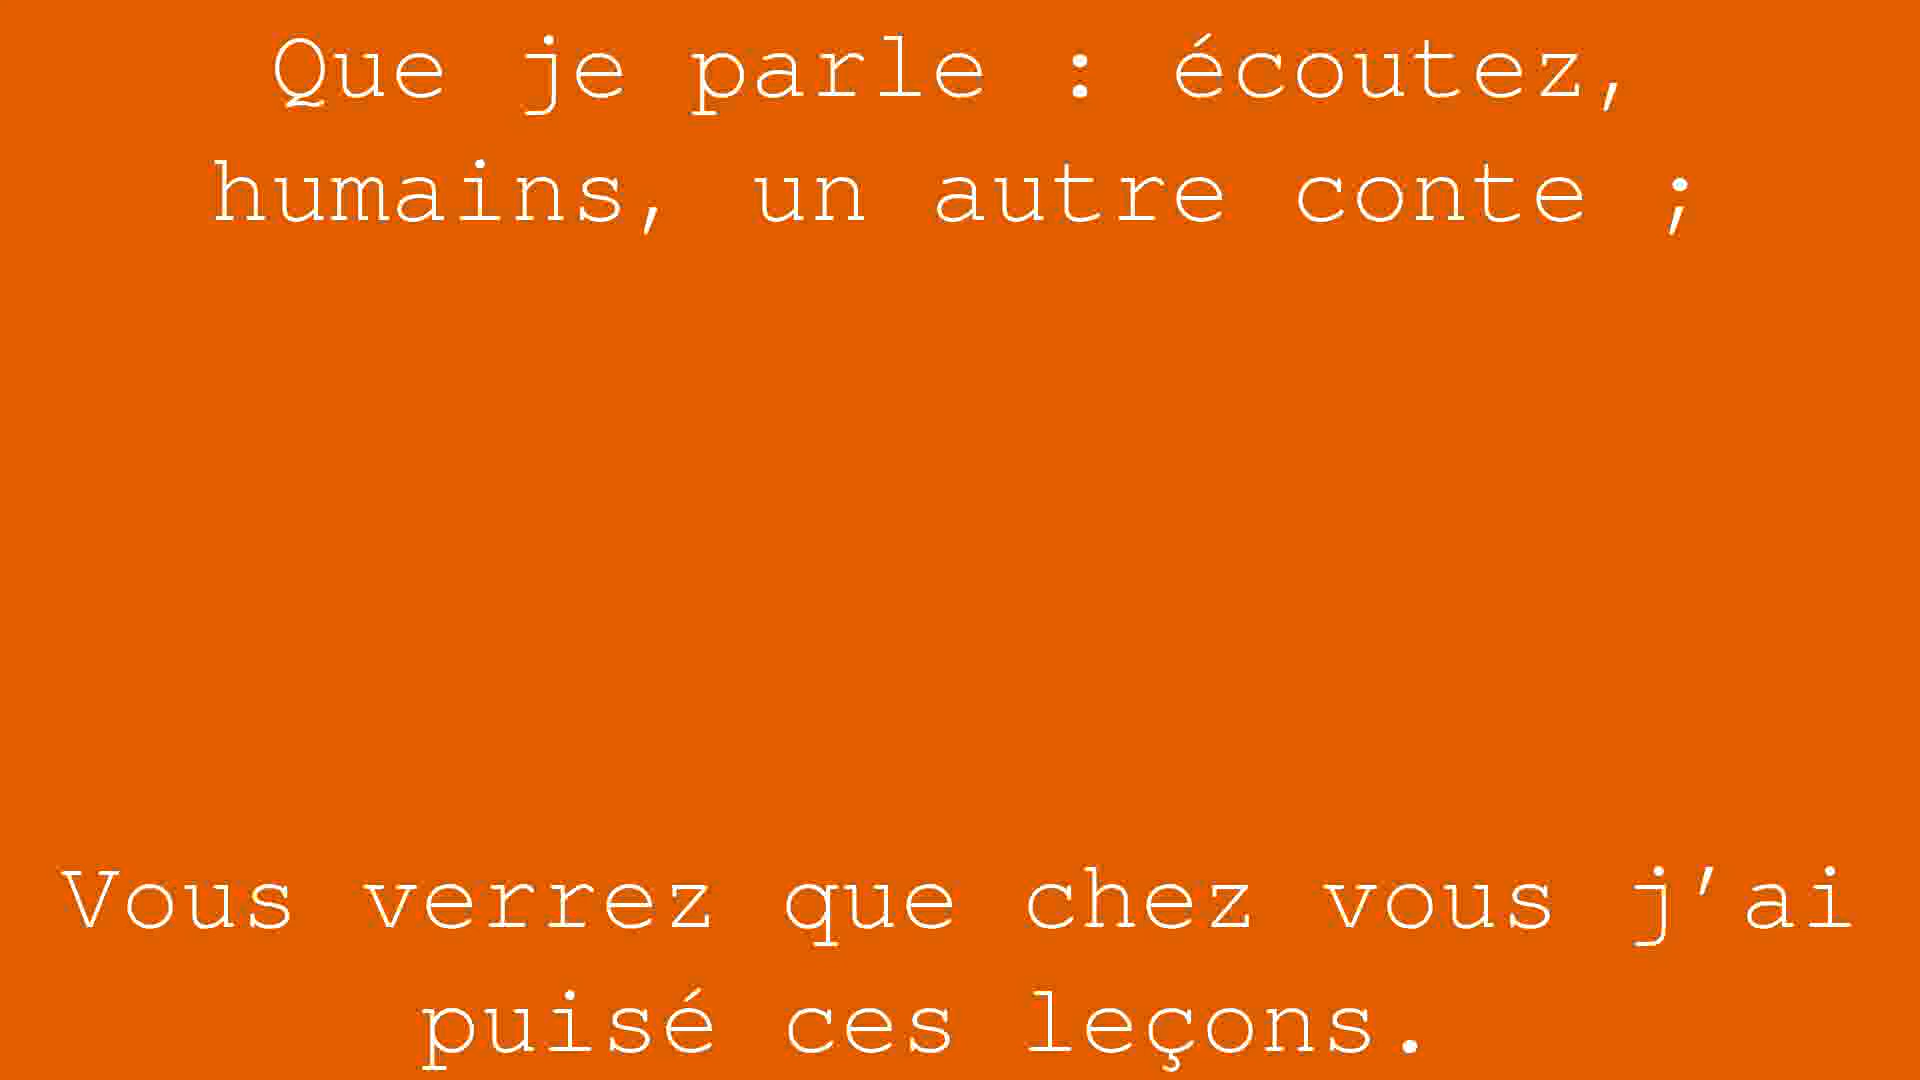 Que je parle : écoutez,
humains, un autre conte ;
Vous verrez que chez vous j’ai
puisé ces leçons.